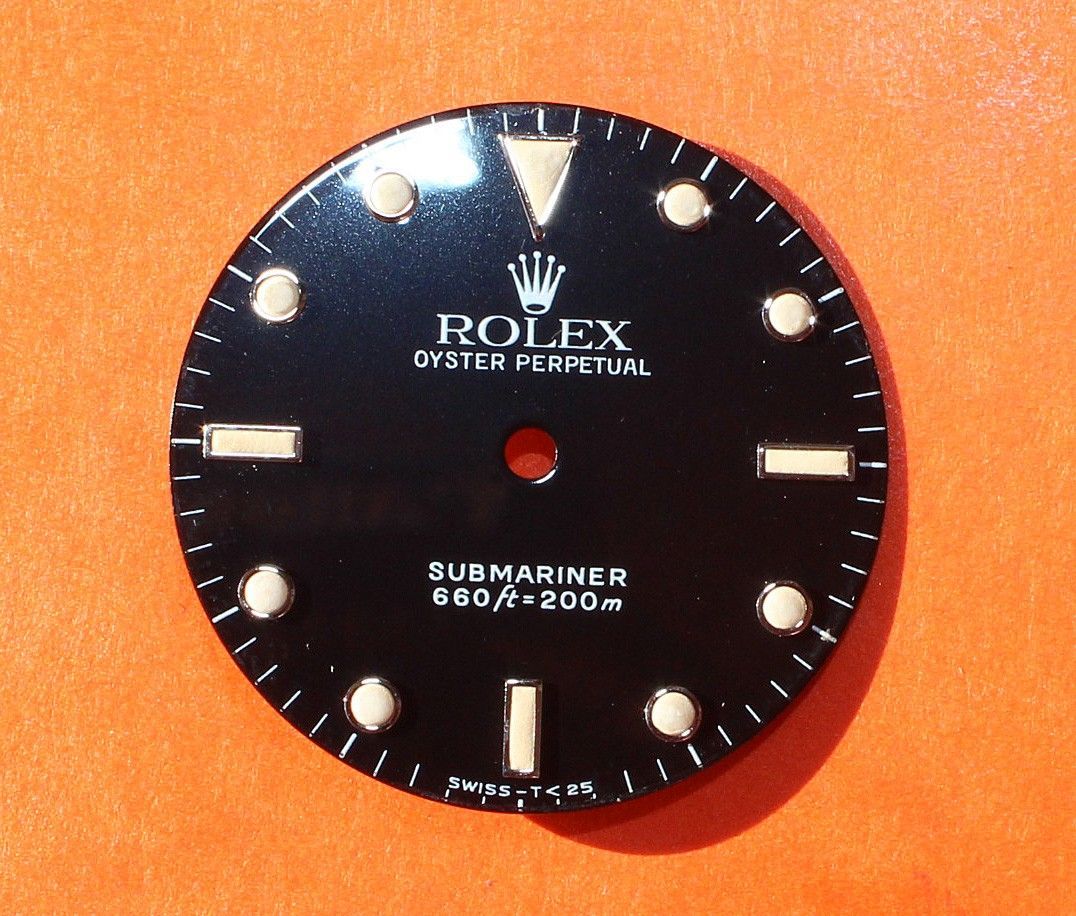 ROLEX
OYSTER PERPETUAL
SUBMARINER
660ft=200m
SWISS-T<25